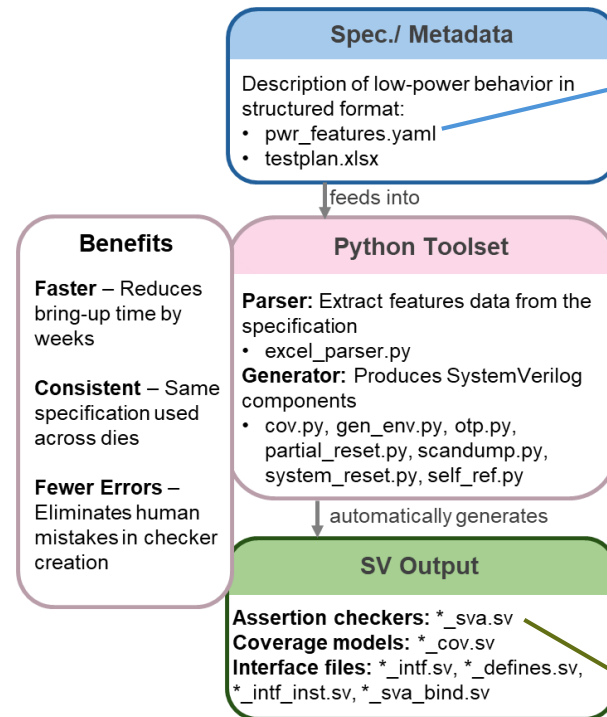 Spec./ Metadata
Description of low-power behavior in
structured format:
• pwr_features.yaml
• testplan.xlsx
feeds into
Benefits
Faster – Reduces
bring-up time by
weeks
Consistent – Same
specification used
across dies
Fewer Errors –
Eliminates human
mistakes in checker
creation
Python Toolset
Parser: Extract features data from the
specification
• excel_parser.py
Generator: Produces SystemVerilog
components
• cov.py, gen_env.py, otp.py,
partial_reset.py, scandump.py,
system_reset.py, self_ref.py
automatically generates
SV Output
Assertion checkers: *_sva.sv
Coverage models: *_cov.sv
Interface files: *_intf.sv, *_defines.sv,
*_intf_inst.sv, *_sva_bind.sv